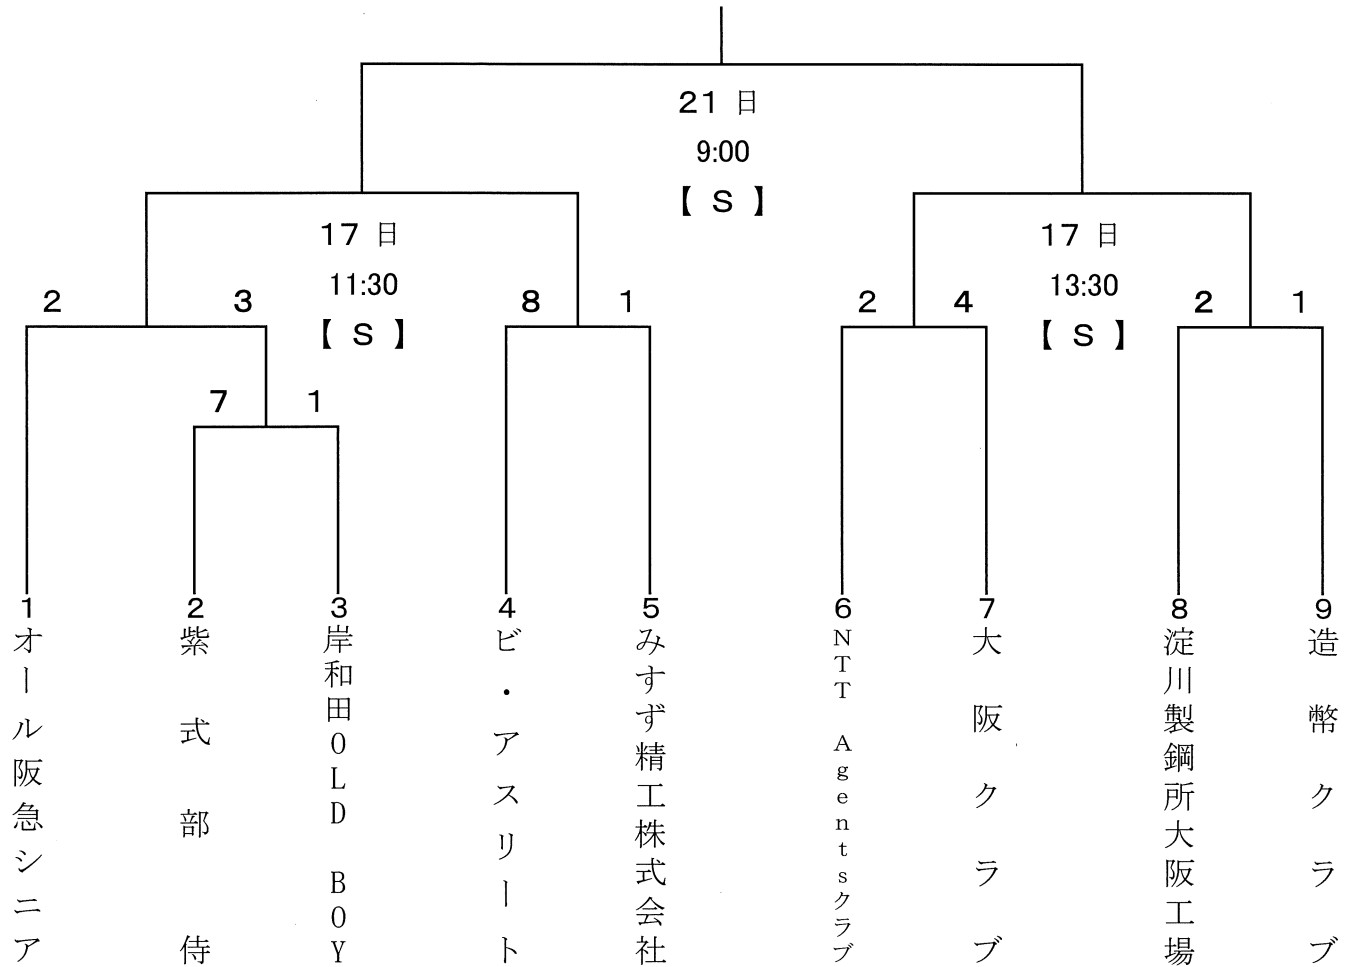 21 日
9:00
【 S 】
17 日
11:30
【 S 】
17 日
13:30
【 S 】
2 3 8 1 2 4 2 1
7 1
1 2 3 4 5 6 7 8 9
オール阪急シニア
紫式部侍
岸和田OLD BOY
ビ・アスリート
みすず精工株式会社
NTT Agentsクラブ
大阪クラブ
淀川製鋼所大阪工場
造幣クラブ